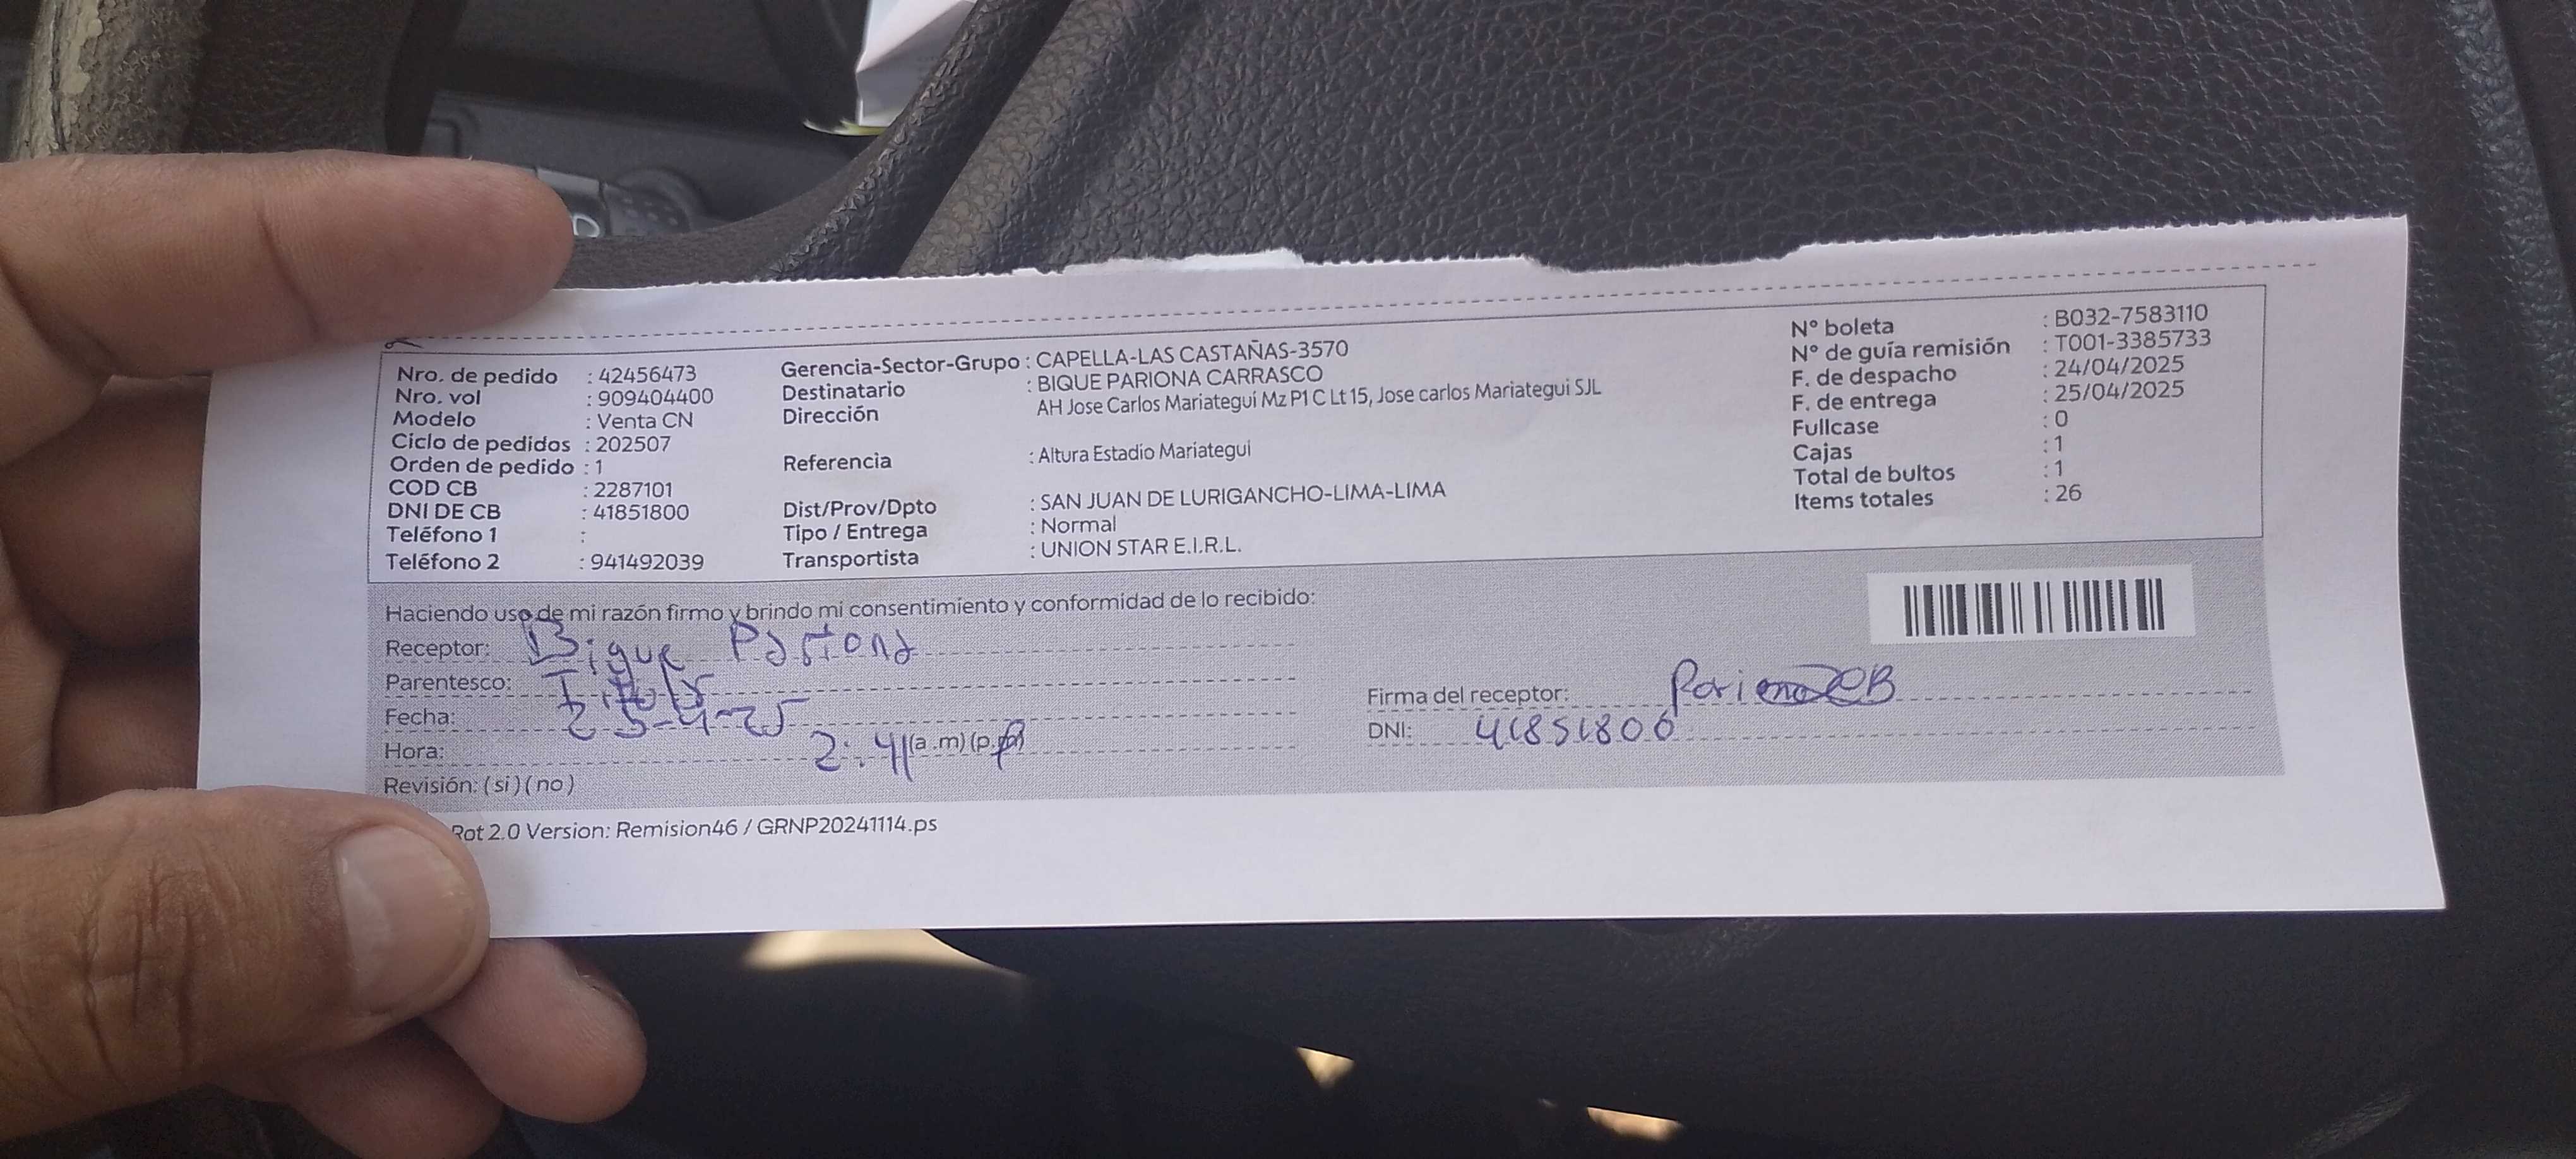 Nro. de pedido : 42456473
Nro. vol : 909404400
Modelo : Venta CN
Ciclo de pedidos : 202507
Orden de pedido : 1
COD CB : 2287101
DNI DE CB : 41851800
Teléfono 1 :
Teléfono 2 : 941492039
Gerencia-Sector-Grupo : CAPELLA-LAS CASTAÑAS-3570
Destinatario : BIQUE PARIONA CARRASCO
Dirección AH Jose Carlos Mariategui Mz P1 C Lt 15, Jose carlos Mariategui SJL
Referencia : Altura Estadio Mariategui
Dist/Prov/Dpto : SAN JUAN DE LURIGANCHO-LIMA-LIMA
Tipo / Entrega : Normal
Transportista : UNION STAR E.I.R.L.
N° boleta : B032-7583110
N° de guía remisión : T001-3385733
F. de despacho : 24/04/2025
F. de entrega : 25/04/2025
Fullcase : 0
Cajas : 1
Total de bultos : 1
Items totales : 26
Haciendo uso de mi razón firmo y brindo mi consentimiento y conformidad de lo recibido:
Receptor: Bique Pariona
Parentesco: Titular
Fecha: 25-4-25
Hora: 2:41 (a.m) (p.m)
Revisión: (si) (no)
Firma del receptor: Pariona CB
DNI: 41851800
Rot 2.0 Version: Remision46 / GRNP20241114.ps